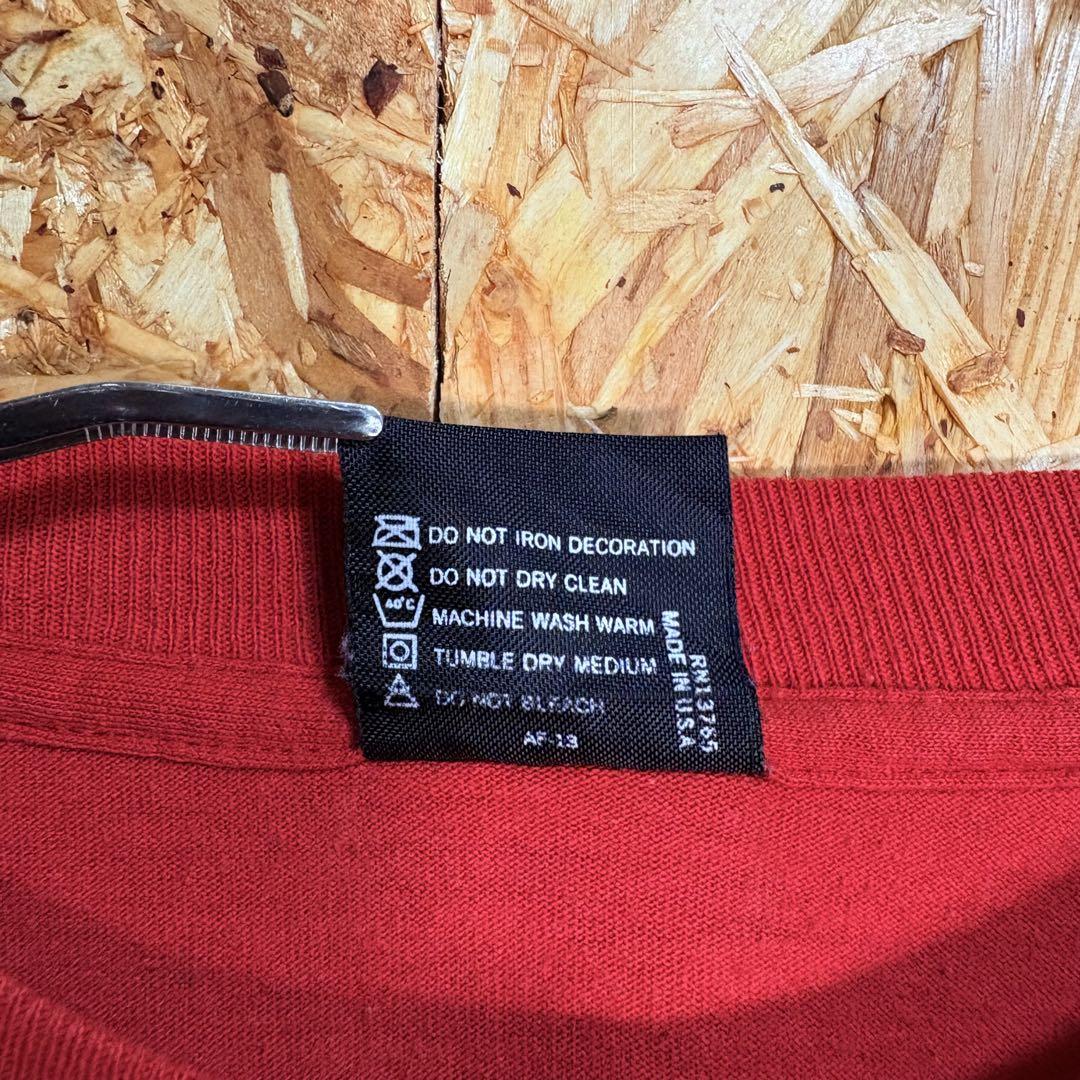 DO NOT IRON DECORATION
DO NOT DRY CLEAN
40°C MACHINE WASH WARM
TUMBLE DRY MEDIUM
DO NOT BLEACH
AF-13
RN13765
MADE IN U.S.A